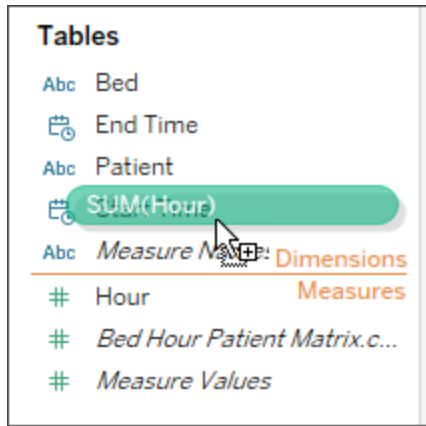 Tables
Abc Bed
End Time
Abc Patient
SUM(Hour)
Abc Measure
Dimensions
Measures
# Hour
# Bed Hour Patient Matrix.c...
# Measure Values